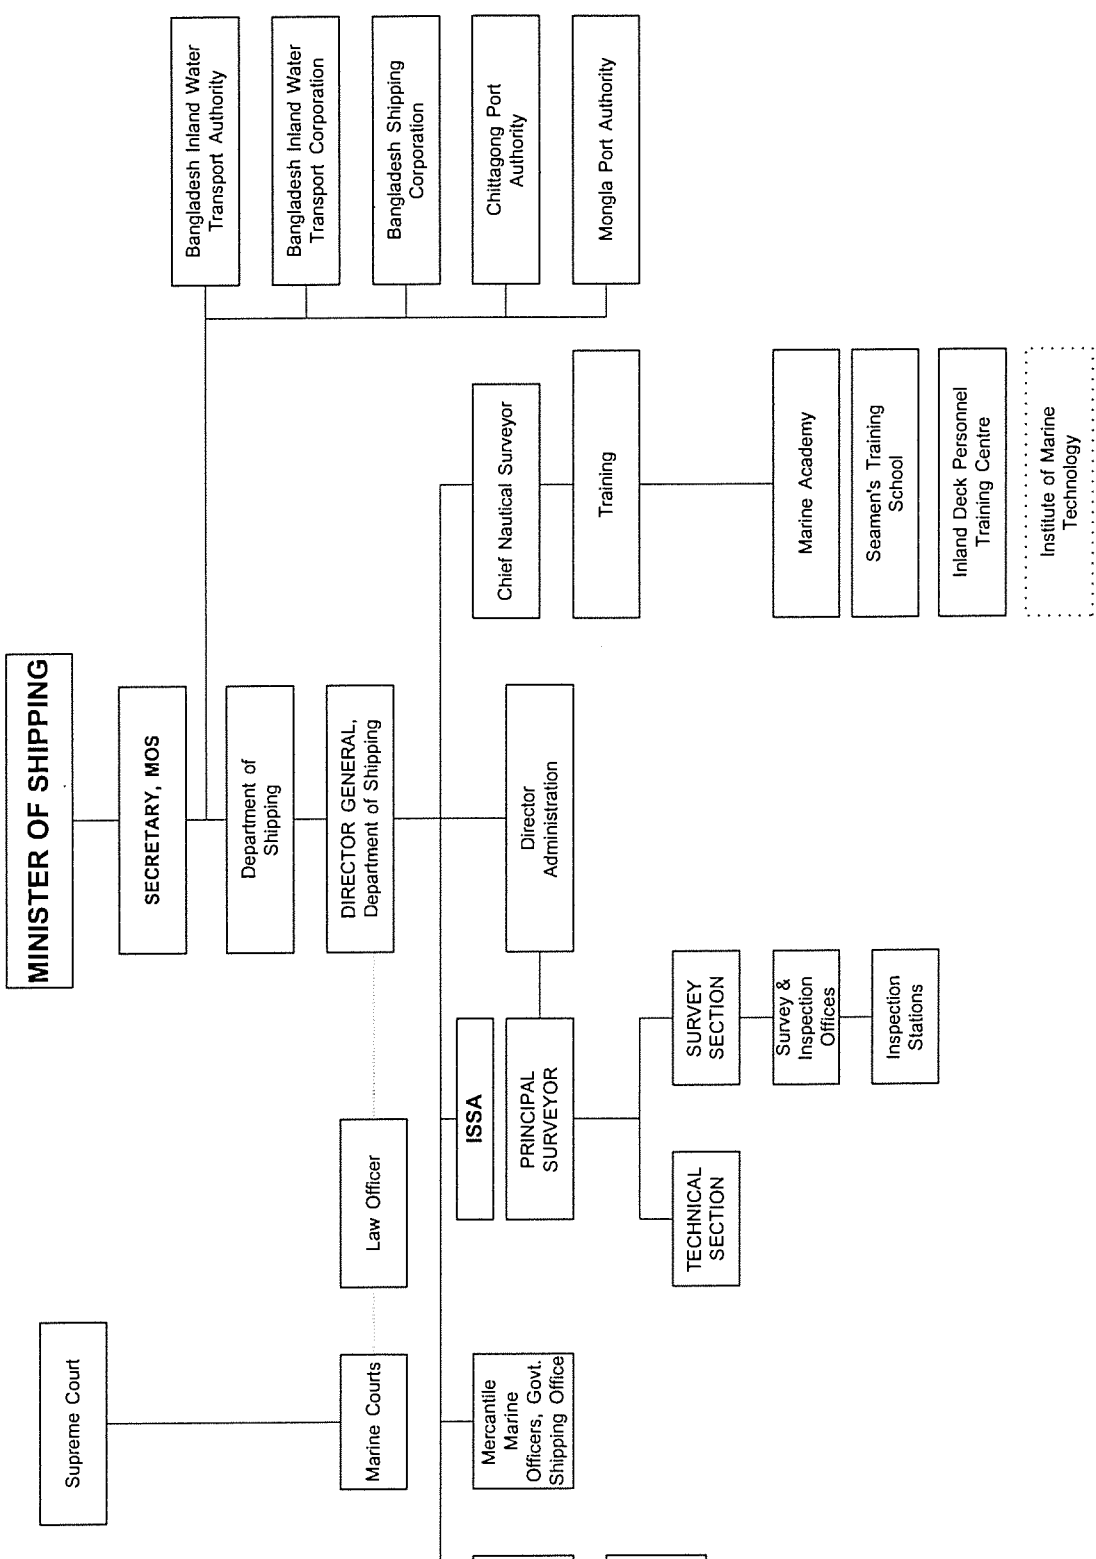 MINISTER OF SHIPPING
SECRETARY, MOS
Department of
Shipping
DIRECTOR GENERAL,
Department of Shipping
Bangladesh Inland Water
Transport Authority
Bangladesh Inland Water
Transport Corporation
Bangladesh Shipping
Corporation
Chittagong Port
Authority
Mongla Port Authority
Supreme Court
Marine Courts
Law Officer
Mercantile
Marine
Officers, Govt.
Shipping Office
ISSA
PRINCIPAL
SURVEYOR
TECHNICAL
SECTION
SURVEY
SECTION
Survey &
Inspection
Offices
Inspection
Stations
Director
Administration
Chief Nautical Surveyor
Training
Marine Academy
Seamen's Training
School
Inland Deck Personnel
Training Centre
Institute of Marine
Technology